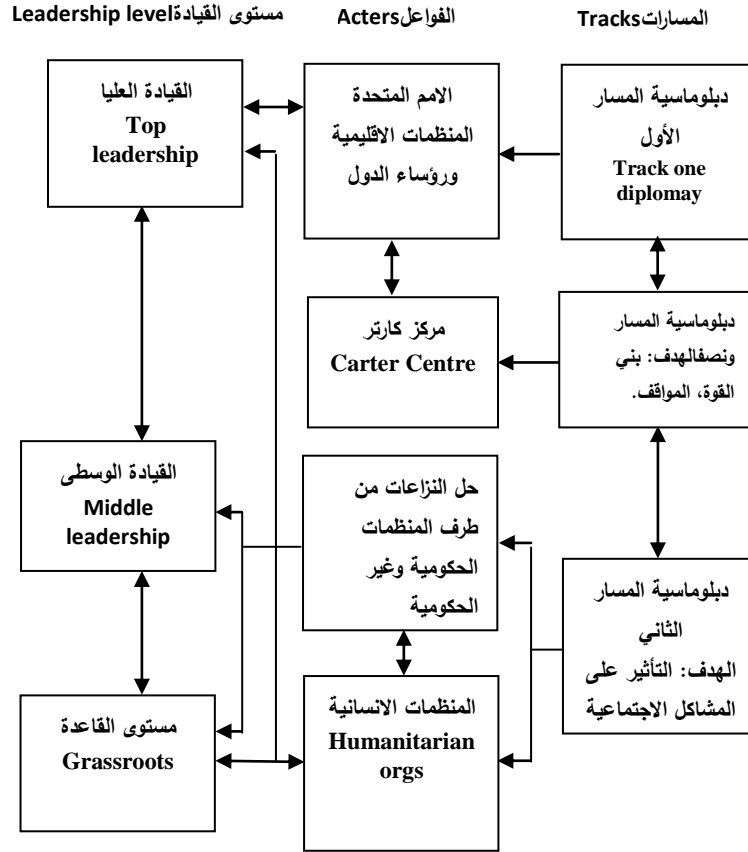 المساراتTracks
الفواعلActers
مستوى القيادةLeadership level
دبلوماسية المسار
الأول
Track one
diplomay
الامم المتحدة
المنظمات الاقليمية
ورؤساء الدول
القيادة العليا
Top
leadership
دبلوماسية المسار
ونصفالهدف: بني
القوة، المواقف.
مركز كارتر
Carter Centre
القيادة الوسطى
Middle
leadership
حل النزاعات من
طرف المنظمات
الحكومية وغير
الحكومية
دبلوماسية المسار
الثاني
الهدف: التأثير على
المشاكل الاجتماعية
المنظمات الانسانية
Humanitarian
orgs
مستوى القاعدة
Grassroots